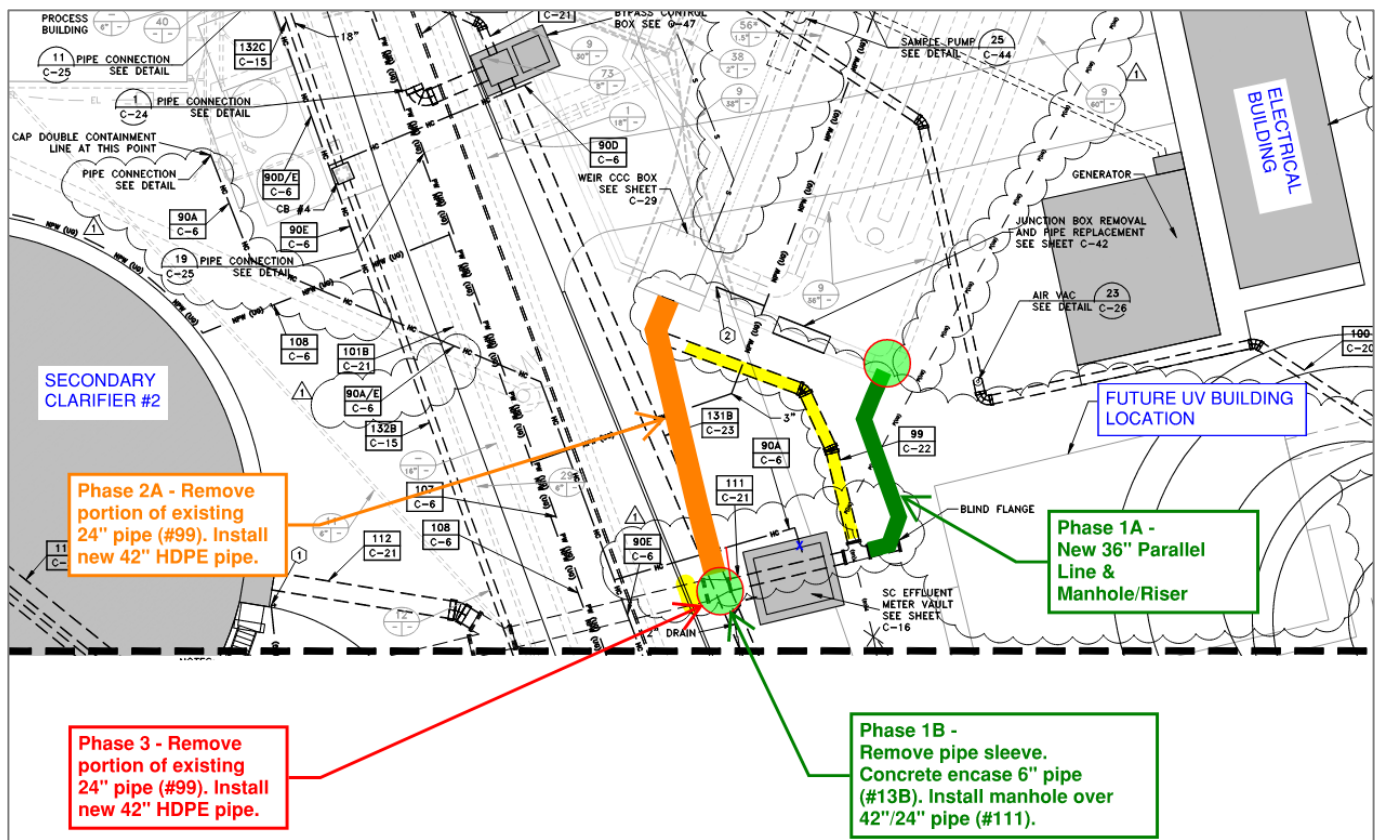 PROCESS
BUILDING
11
C-25
PIPE CONNECTION
SEE DETAIL
132C
C-15
18"
C-21
BYPASS CONTROL
BOX SEE G-47
SAMPLE PUMP
SEE DETAIL
25
C-44
1
C-24
PIPE CONNECTION
SEE DETAIL
CAP DOUBLE CONTAINMENT
LINE AT THIS POINT
PIPE CONNECTION
SEE DETAIL
90D/E
C-6
CB #4
90A
C-6
90E
C-6
19
C-25
PIPE CONNECTION
SEE DETAIL
90D
C-6
WEIR CCC BOX
SEE SHEET
C-29
ELECTRICAL
BUILDING
GENERATOR
JUNCTION BOX REMOVAL
AND PIPE REPLACEMENT
SEE SHEET C-42
AIR VAC
SEE DETAIL
23
C-26
100
C-20
108
C-6
101B
C-21
90A/E
C-6
132B
C-15
SECONDARY
CLARIFIER #2
FUTURE UV BUILDING
LOCATION
131B
C-23
3"
90A
C-6
99
C-22
111
C-21
BLIND FLANGE
107
C-6
108
C-6
112
C-21
90E
C-6
2"
DRAIN
SC EFFLUENT
METER VAULT
SEE SHEET
C-16
Phase 2A - Remove
portion of existing
24" pipe (#99). Install
new 42" HDPE pipe.
Phase 1A -
New 36" Parallel
Line &
Manhole/Riser
Phase 3 - Remove
portion of existing
24" pipe (#99). Install
new 42" HDPE pipe.
Phase 1B -
Remove pipe sleeve.
Concrete encase 6" pipe
(#13B). Install manhole over
42"/24" pipe (#111).